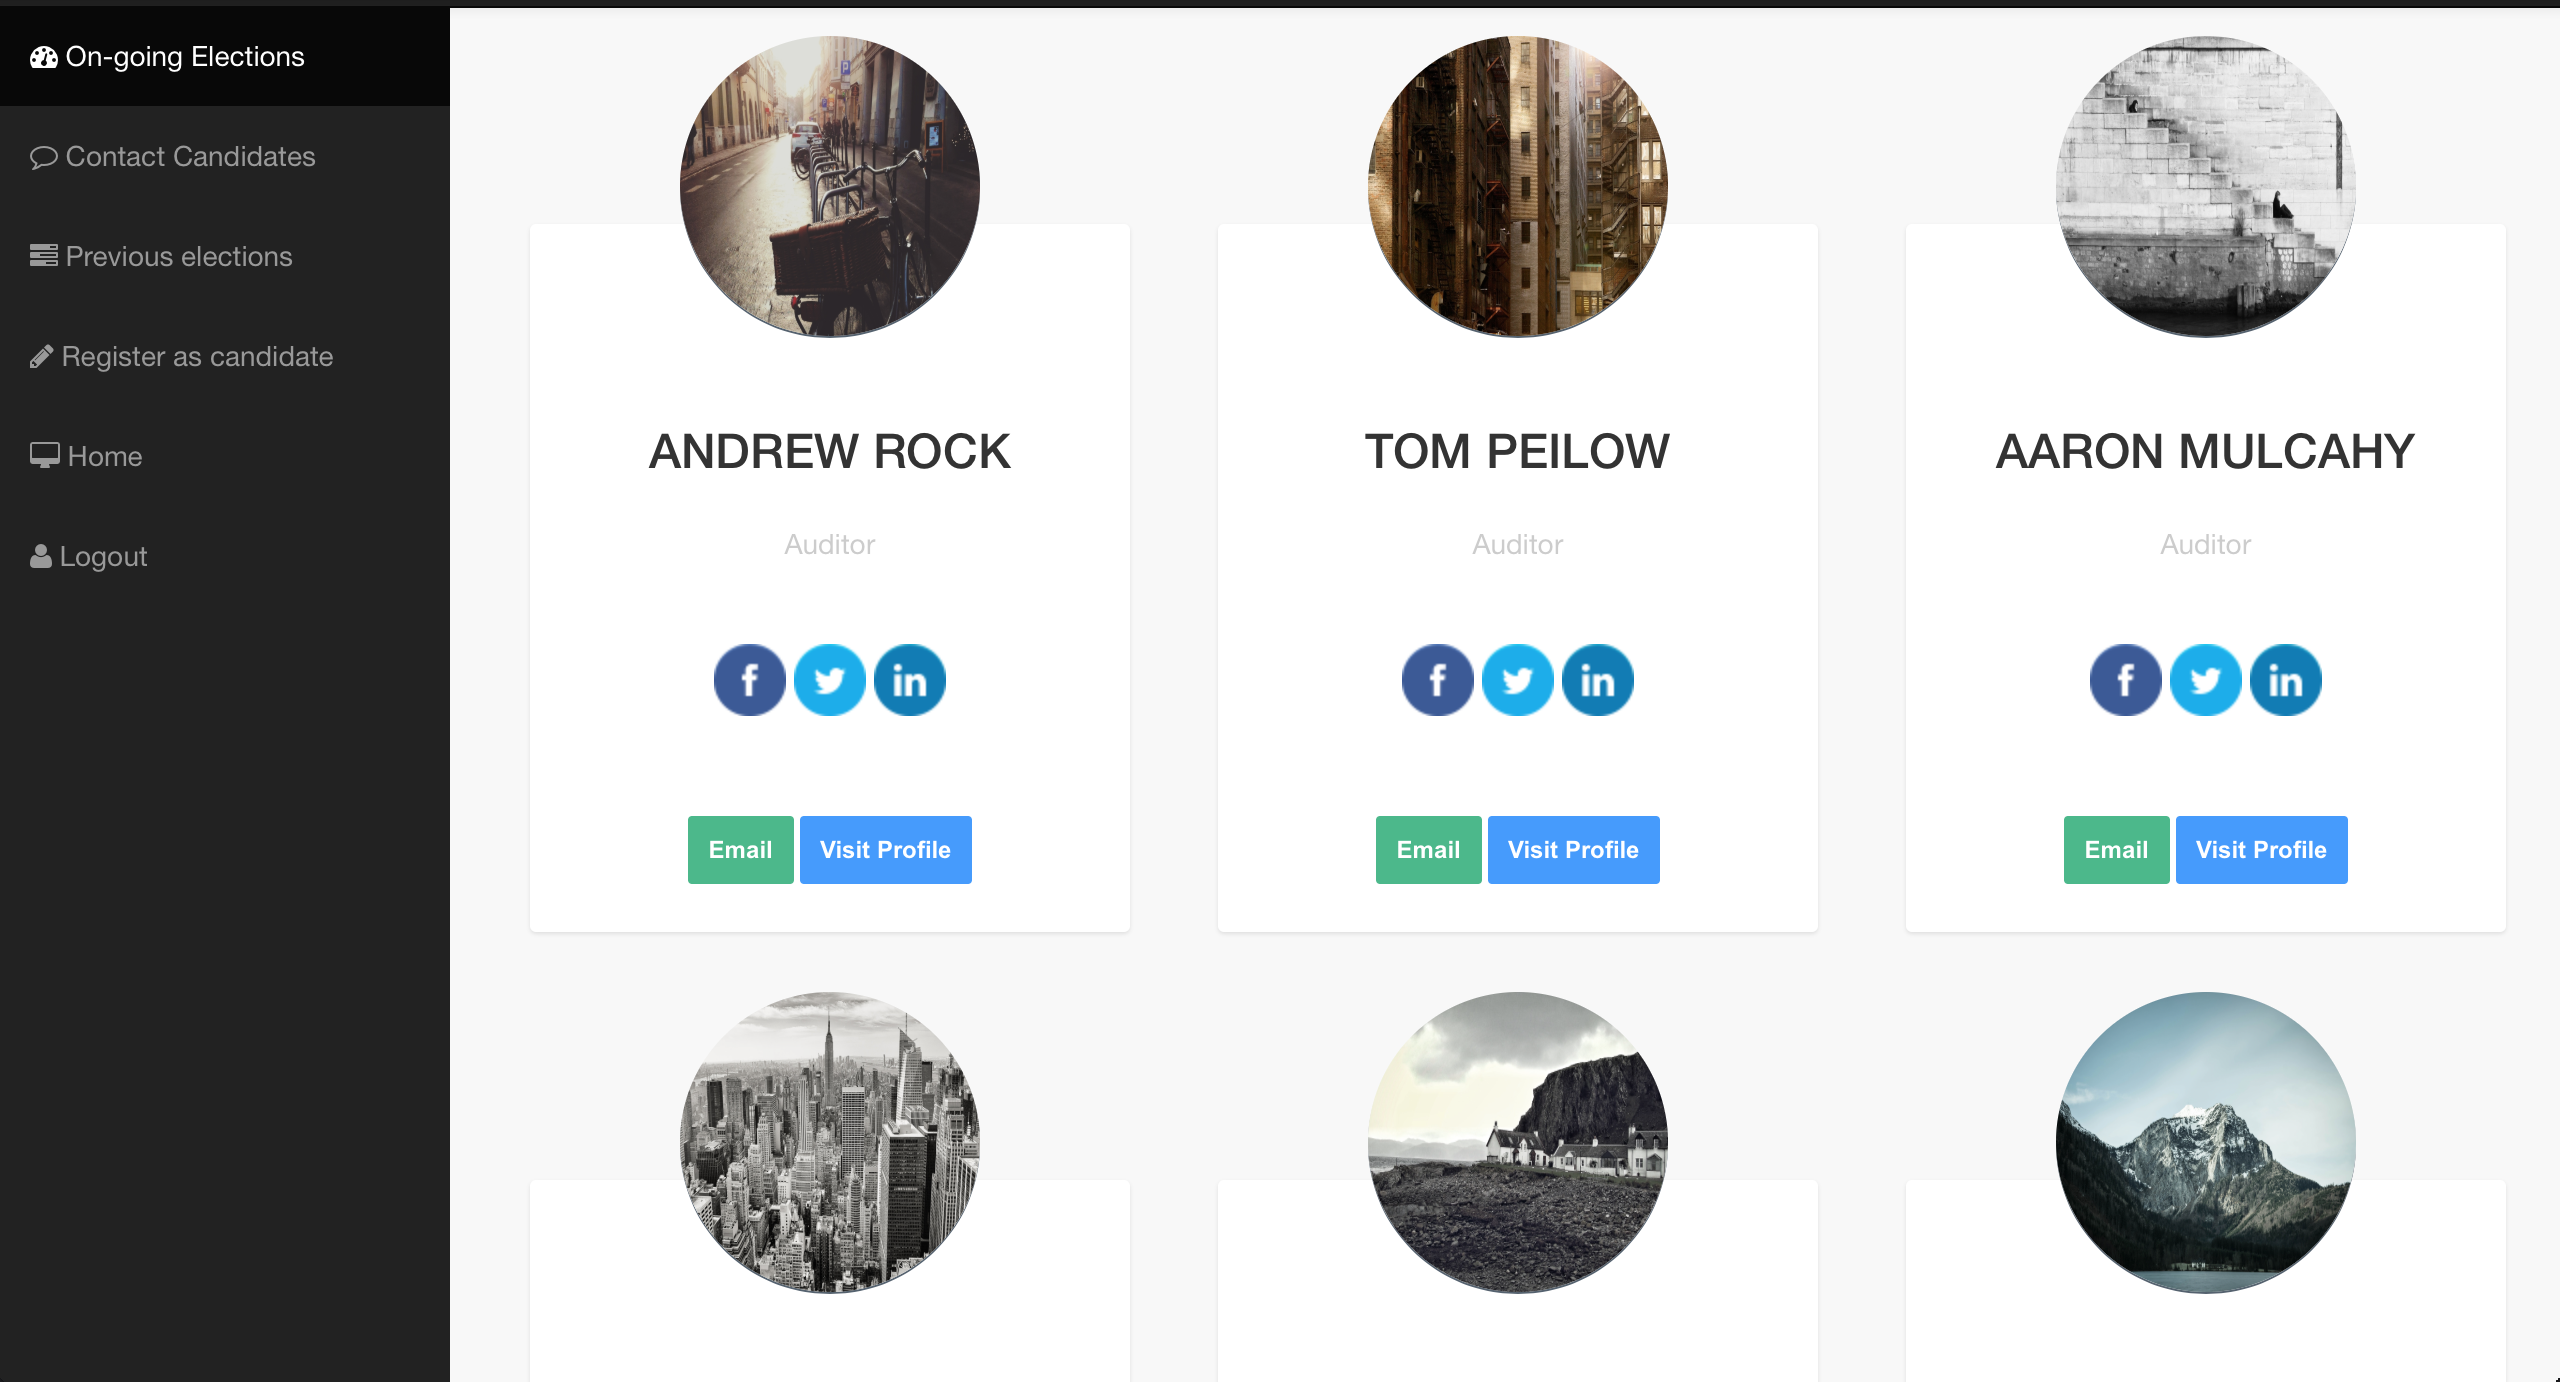 On-going Elections
Contact Candidates
Previous elections
Register as candidate
Home
Logout
ANDREW ROCK
Auditor
f in
Email Visit Profile
TOM PEILOW
Auditor
f in
Email Visit Profile
AARON MULCAHY
Auditor
f in
Email Visit Profile